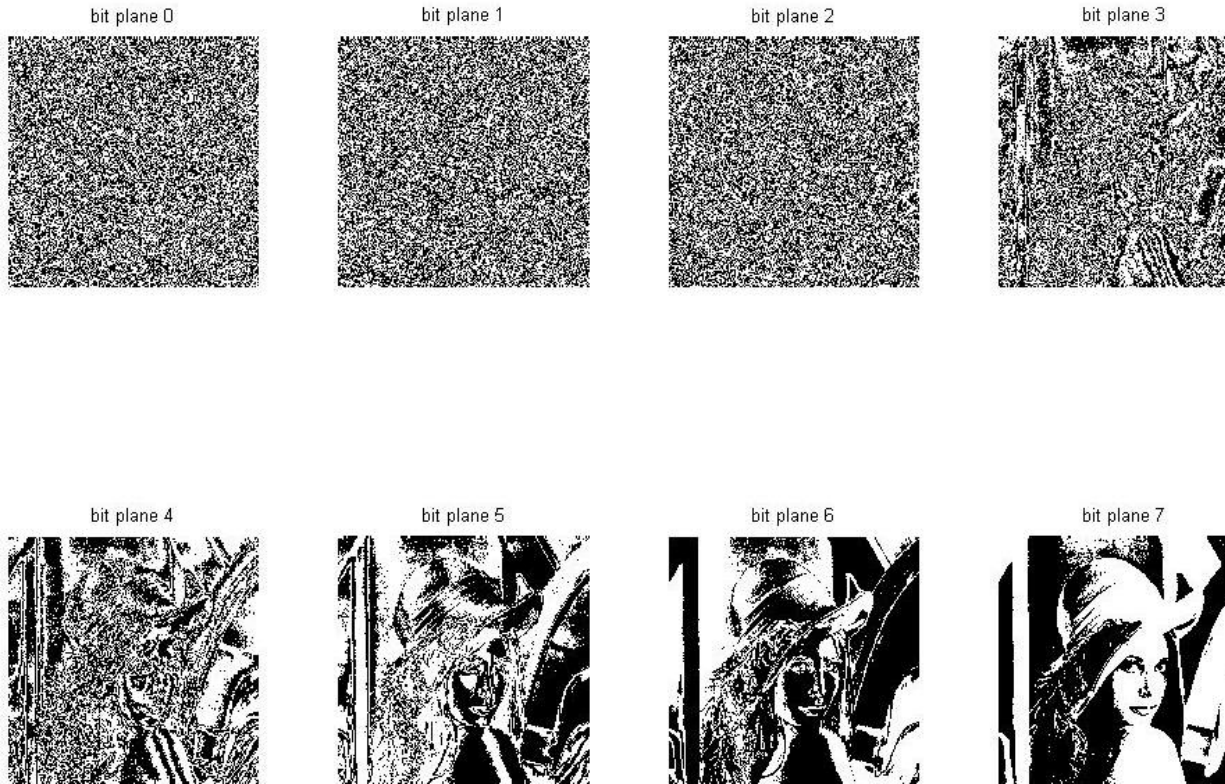 bit plane 0
bit plane 1
bit plane 2
bit plane 3
bit plane 4
bit plane 5
bit plane 6
bit plane 7